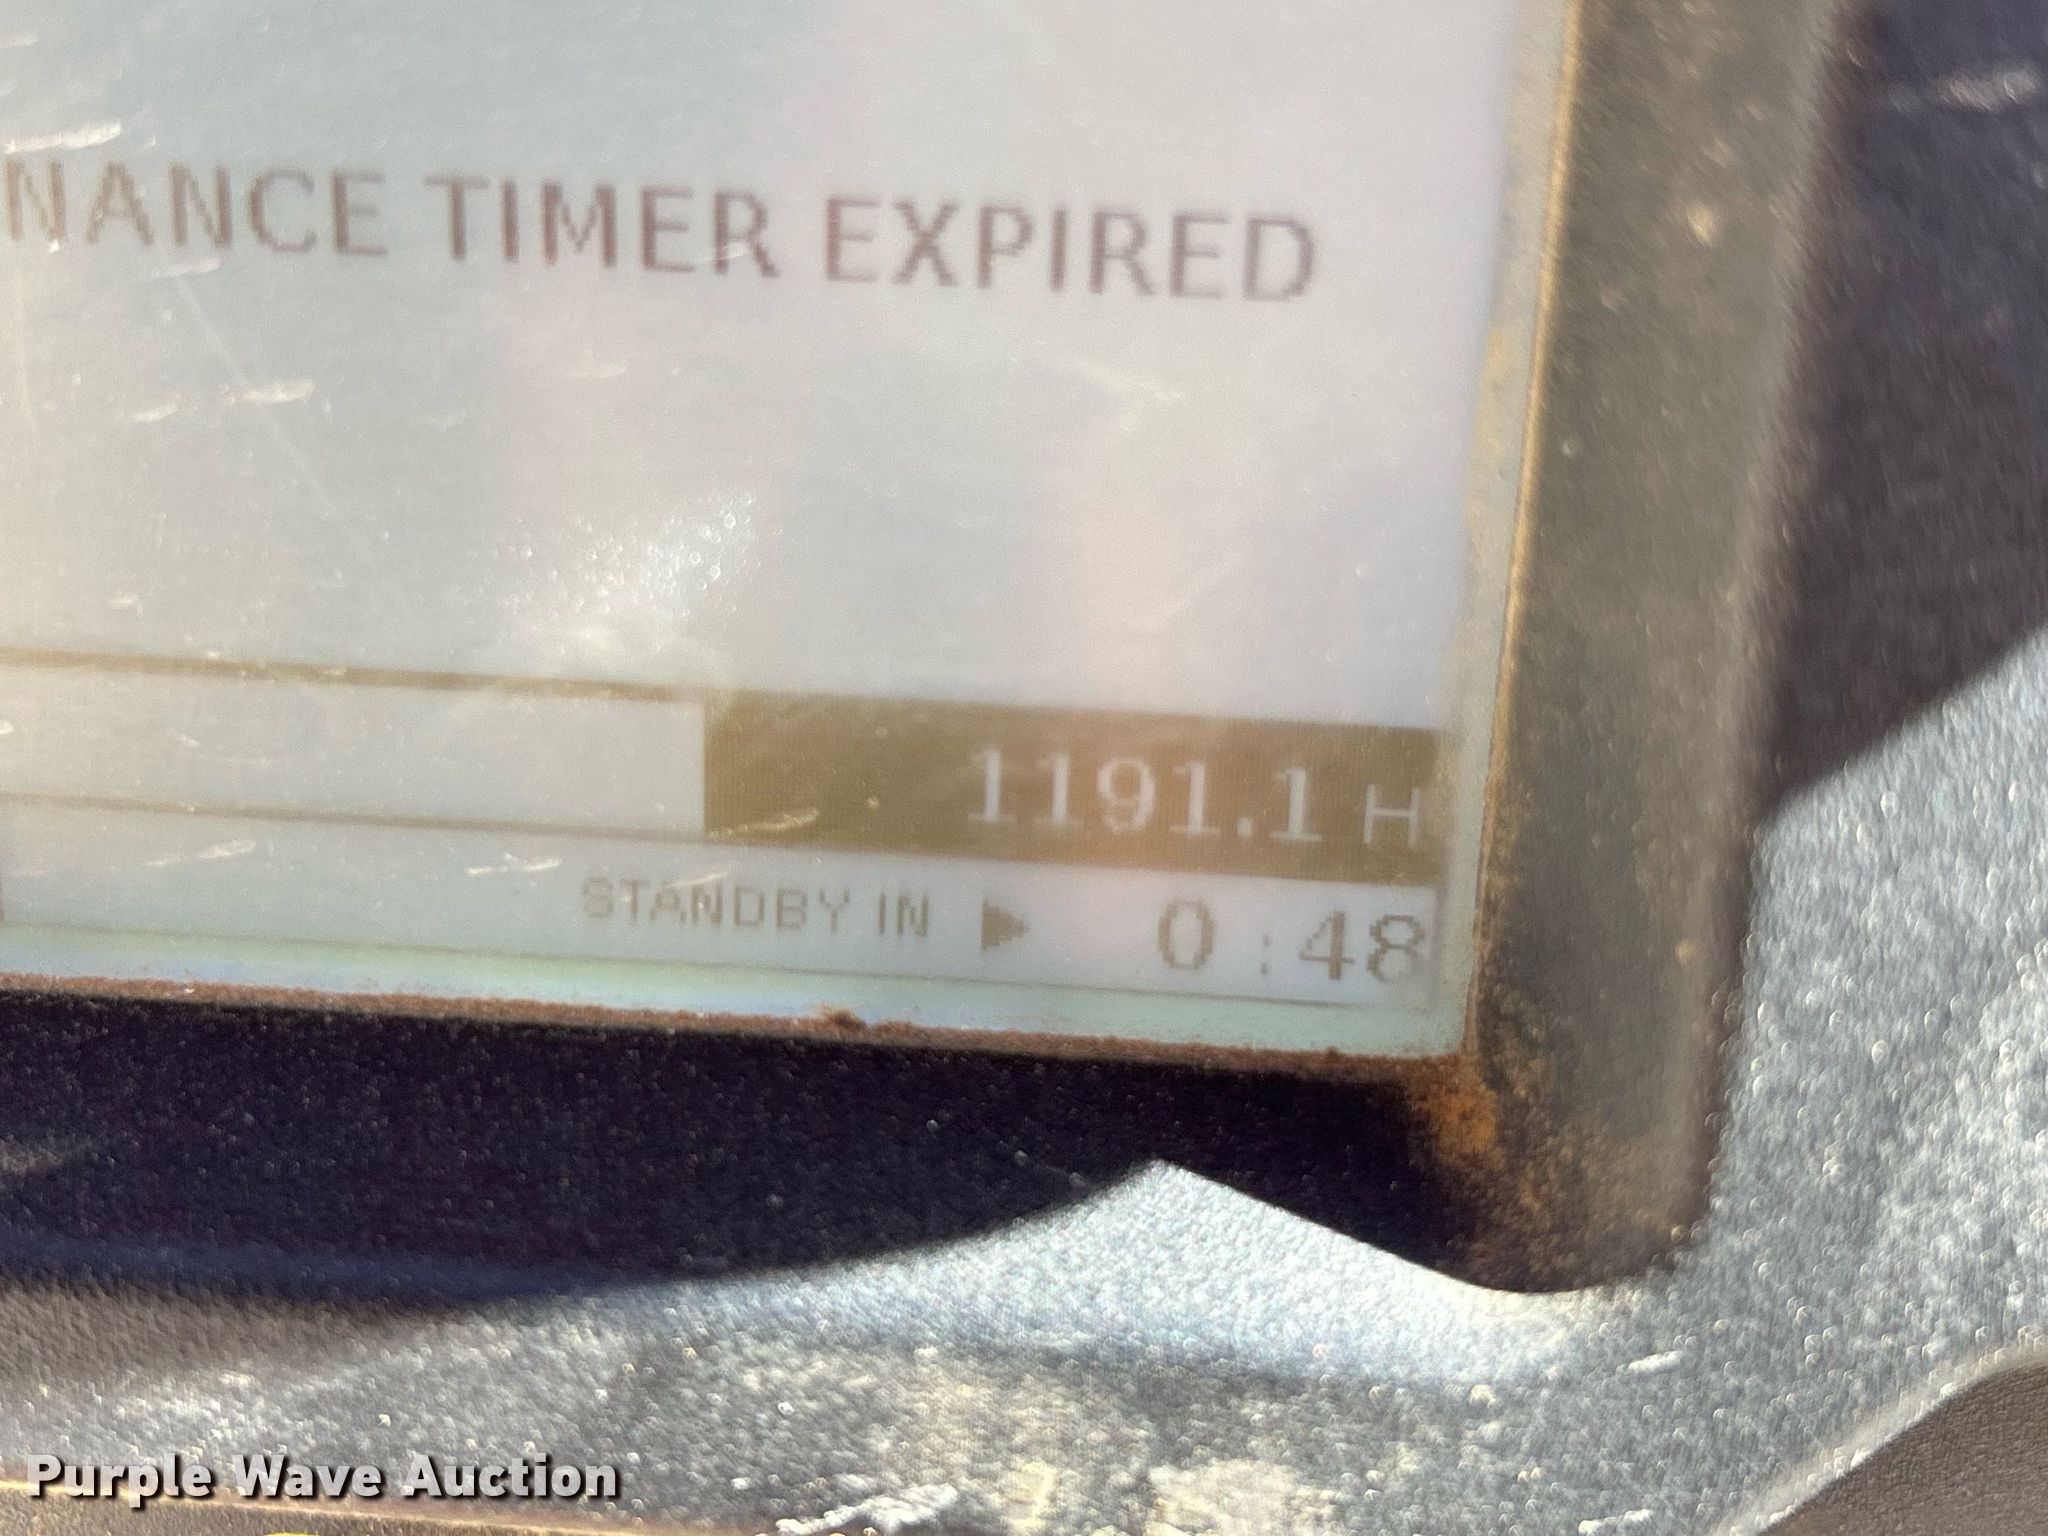 NANCE TIMER EXPIRED
1191.1 H
STANDBY IN ▶ 0:48
Purple Wave Auction